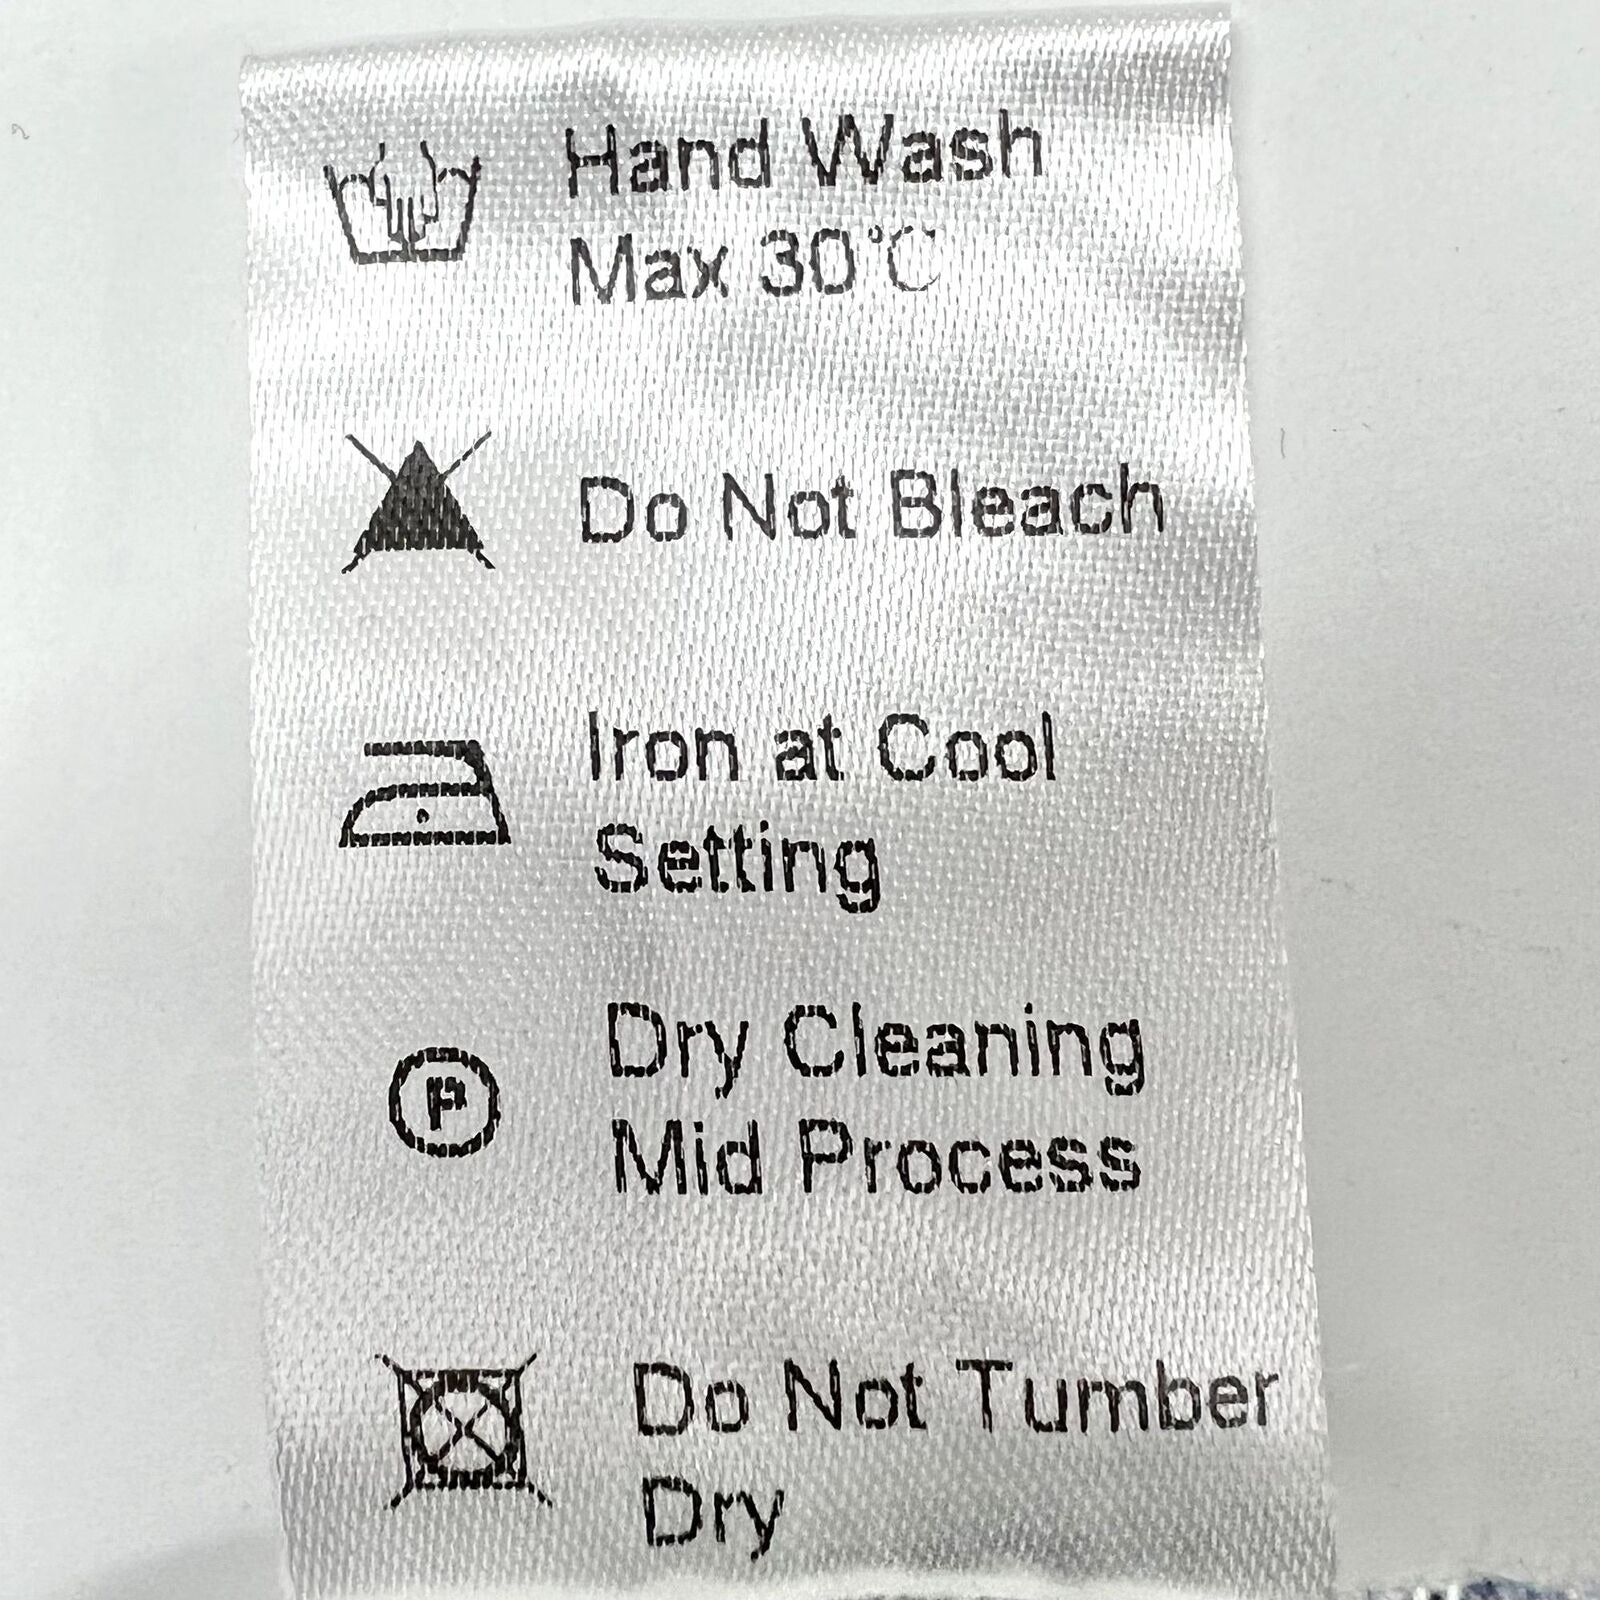 Hand Wash
Max 30°C
Do Not Bleach
Iron at Cool
Setting
P
Dry Cleaning
Mid Process
Do Not Tumber
Dry